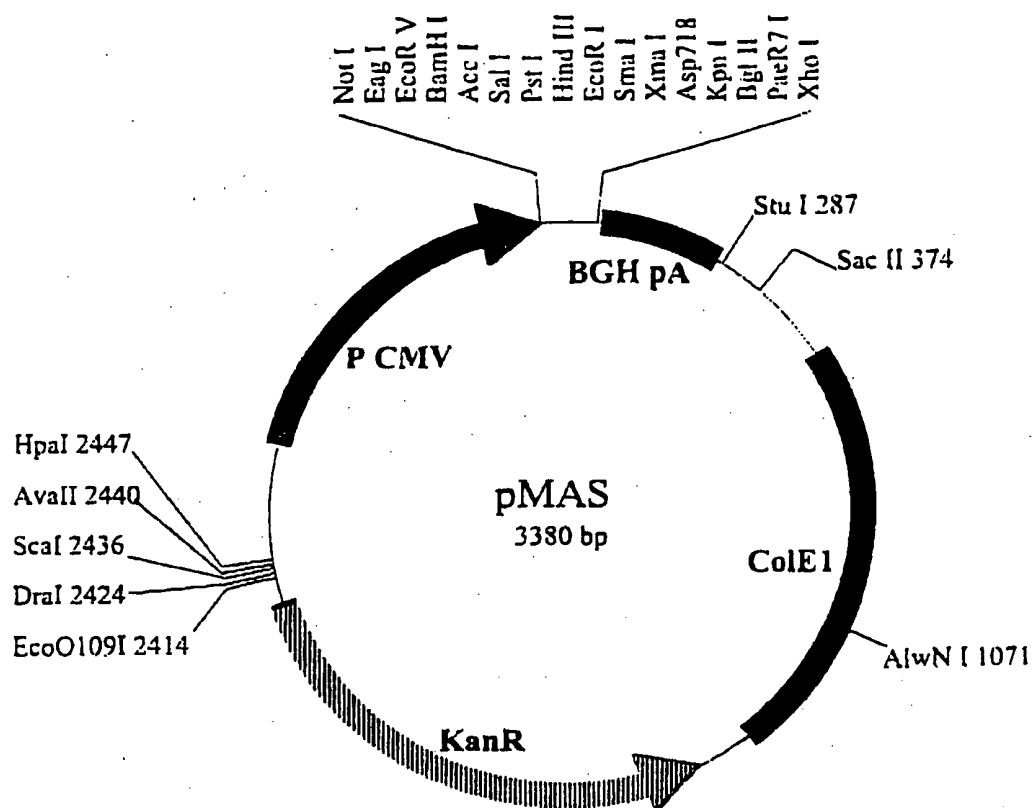 Not I
Eag I
EcoR V
BamH I
Acc I
Sal I
Pst I
Hind III
EcoR I
Sma I
Xma I
Asp718
Kpn I
Bgl II
PaeR7 I
Xho I
Stu I 287
BGH pA
Sac II 374
P CMV
HpaI 2447
AvaII 2440
ScaI 2436
DraI 2424
EcoO109I 2414
pMAS
3380 bp
ColE1
AlwN I 1071
KanR